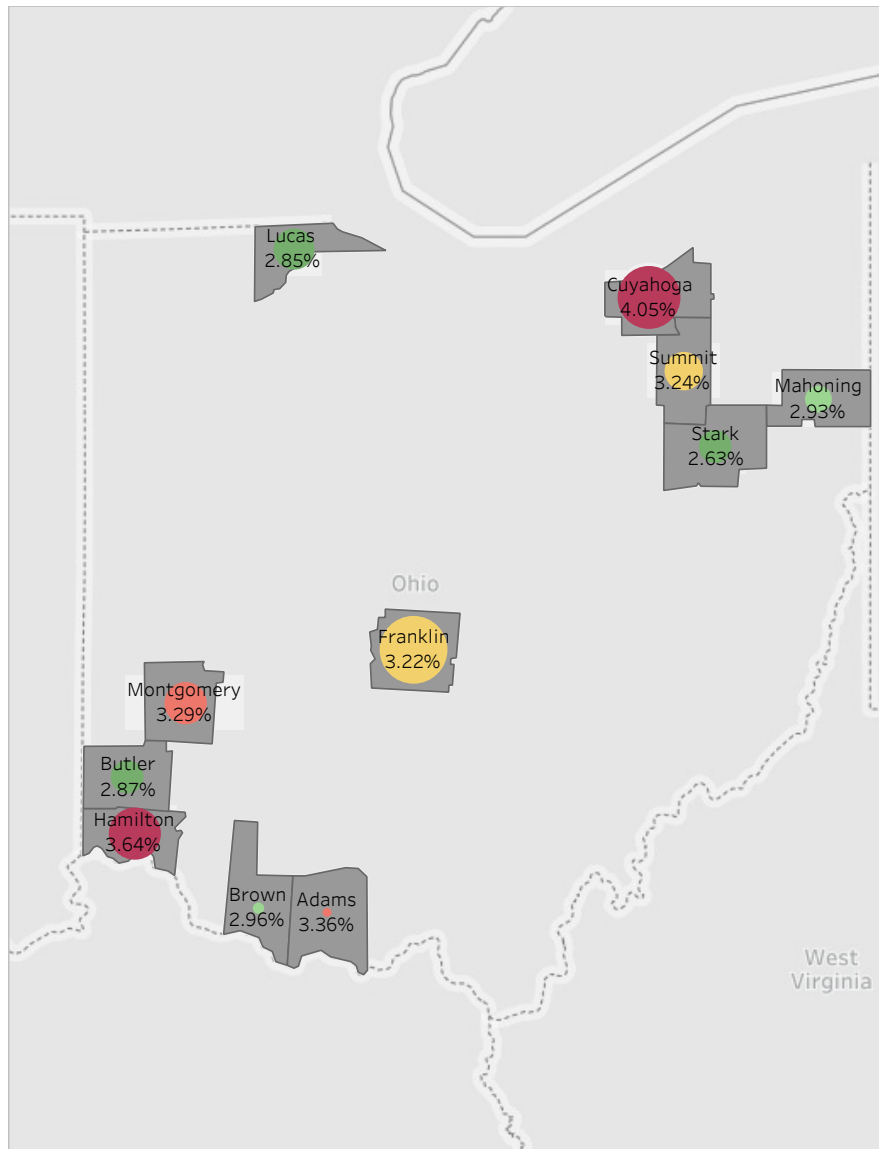 Lucas
2.85%
Cuyahoga
4.05%
Summit
3.24%
Mahoning
2.93%
Stark
2.63%
Ohio
Franklin
3.22%
Montgomery
3.29%
Butler
2.87%
Hamilton
3.64%
Brown
2.96%
Adams
3.36%
West
Virginia